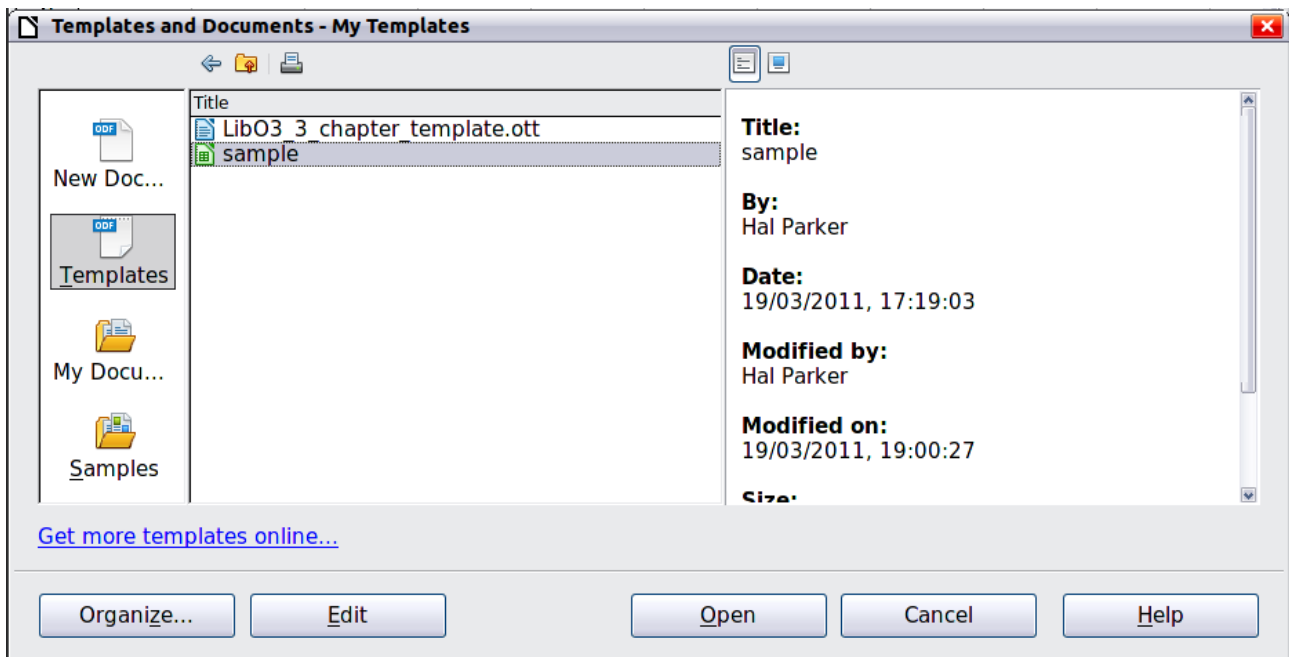 Templates and Documents - My Templates
Title
LibO3_3_chapter_template.ott
sample
ODF
New Doc...
ODF
Templates
My Docu...
Samples
Title:
sample
By:
Hal Parker
Date:
19/03/2011, 17:19:03
Modified by:
Hal Parker
Modified on:
19/03/2011, 19:00:27
Size:
Get more templates online...
Organize...
Edit
Open
Cancel
Help